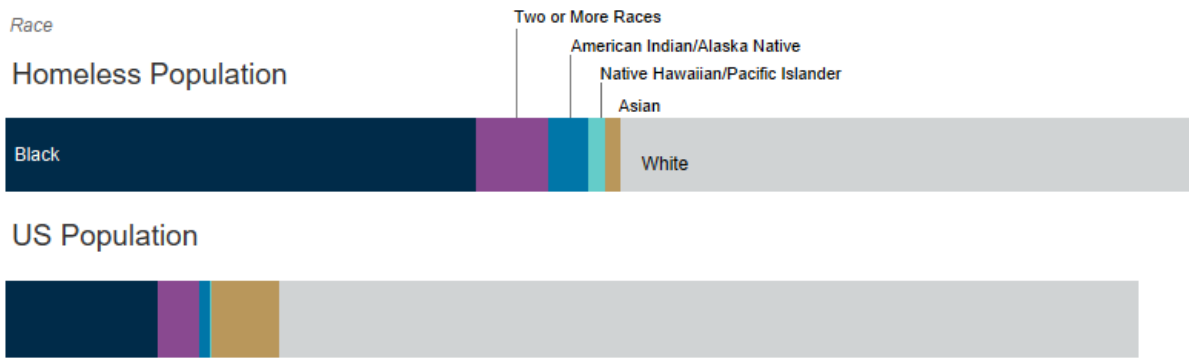 Race
Two or More Races
American Indian/Alaska Native
Homeless Population
Native Hawaiian/Pacific Islander
Asian
Black
White
US Population